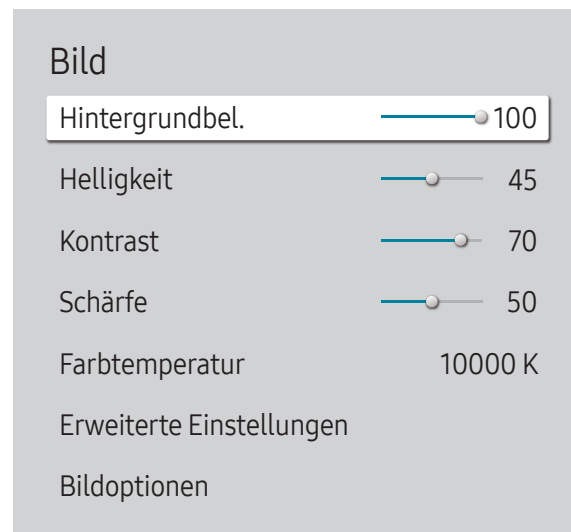 Bild
Hintergrundbel. 100
Helligkeit 45
Kontrast 70
Schärfe 50
Farbtemperatur 10000 K
Erweiterte Einstellungen
Bildoptionen